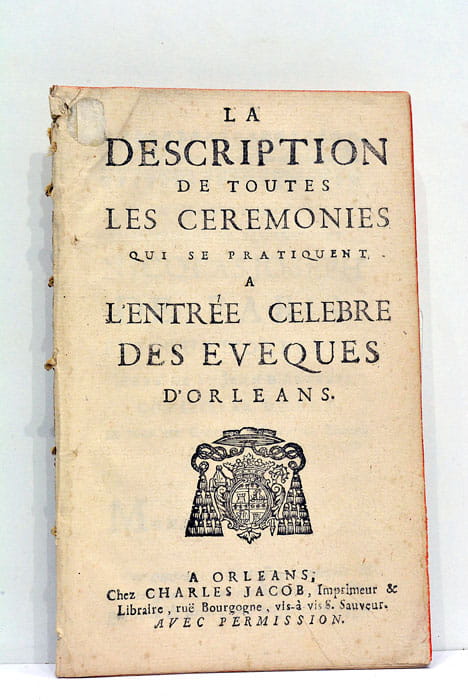 LA
DESCRIPTION
DE TOUTES
LES CEREMONIES
QUI SE PRATIQUENT,
A
L'ENTRÉE CELEBRE
DES EVEQUES
D'ORLEANS.
A ORLEANS;
Chez CHARLES JACOB, Imprimeur &
Libraire, ruë Bourgogne, vis-à vis S. Sauveur.
AVEC PERMISSION.